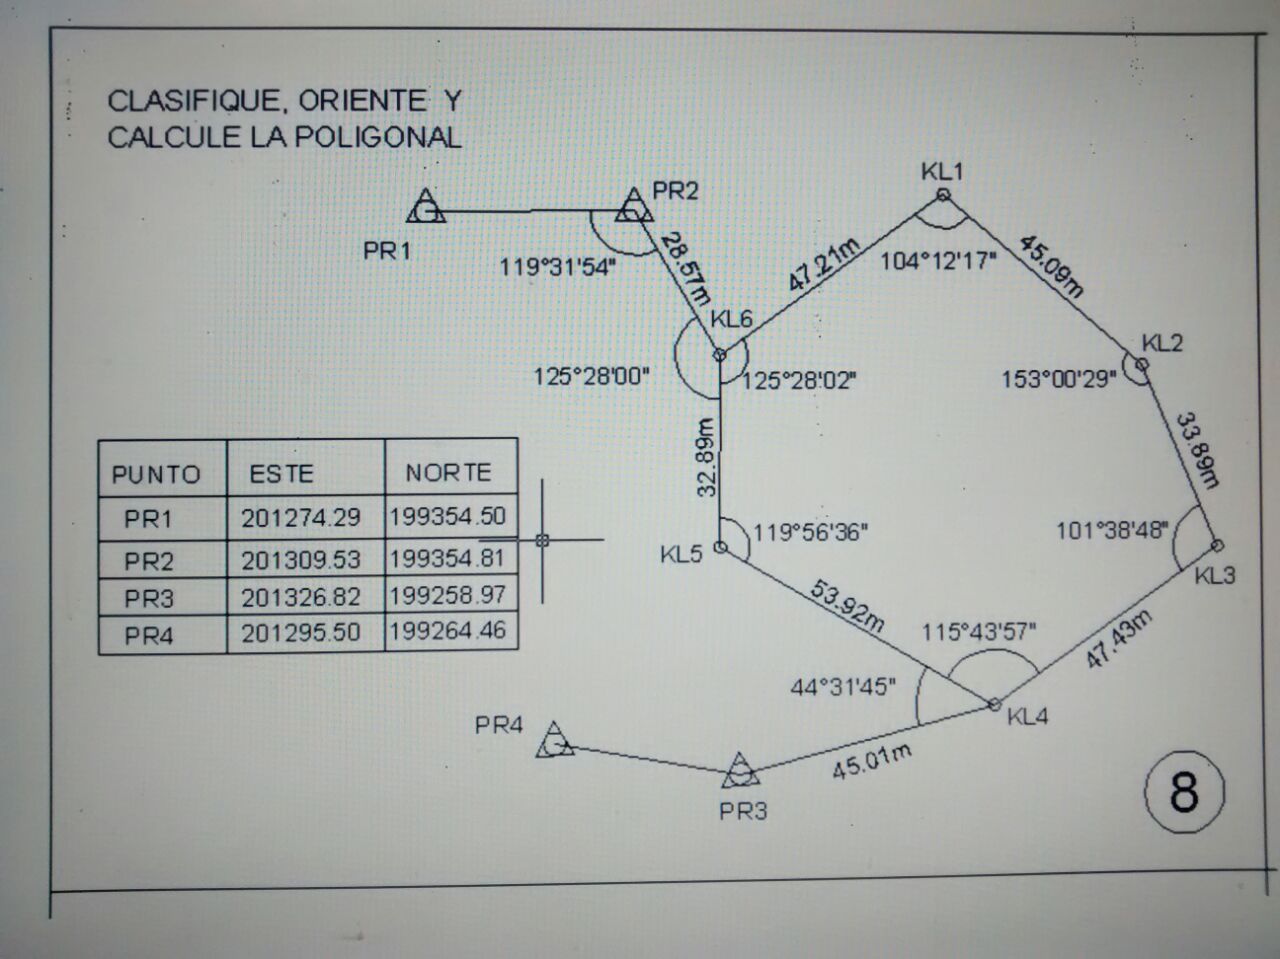 CLASIFIQUE, ORIENTE Y
CALCULE LA POLIGONAL
KL1
PR2
PR1
119°31'54"
28.57m
47.21m
104°12'17"
45.09m
KL6
KL2
125°28'00"
125°28'02"
153°00'29"
33.89m
32.89m
PUNTO ESTE NORTE
PR1 201274.29 199354.50
PR2 201309.53 199354.81
PR3 201326.82 199258.97
PR4 201295.50 199264.46
119°56'36"
101°38'48"
KL5
KL3
53.92m
115°43'57"
47.43m
44°31'45"
KL4
PR4
45.01m
PR3
8